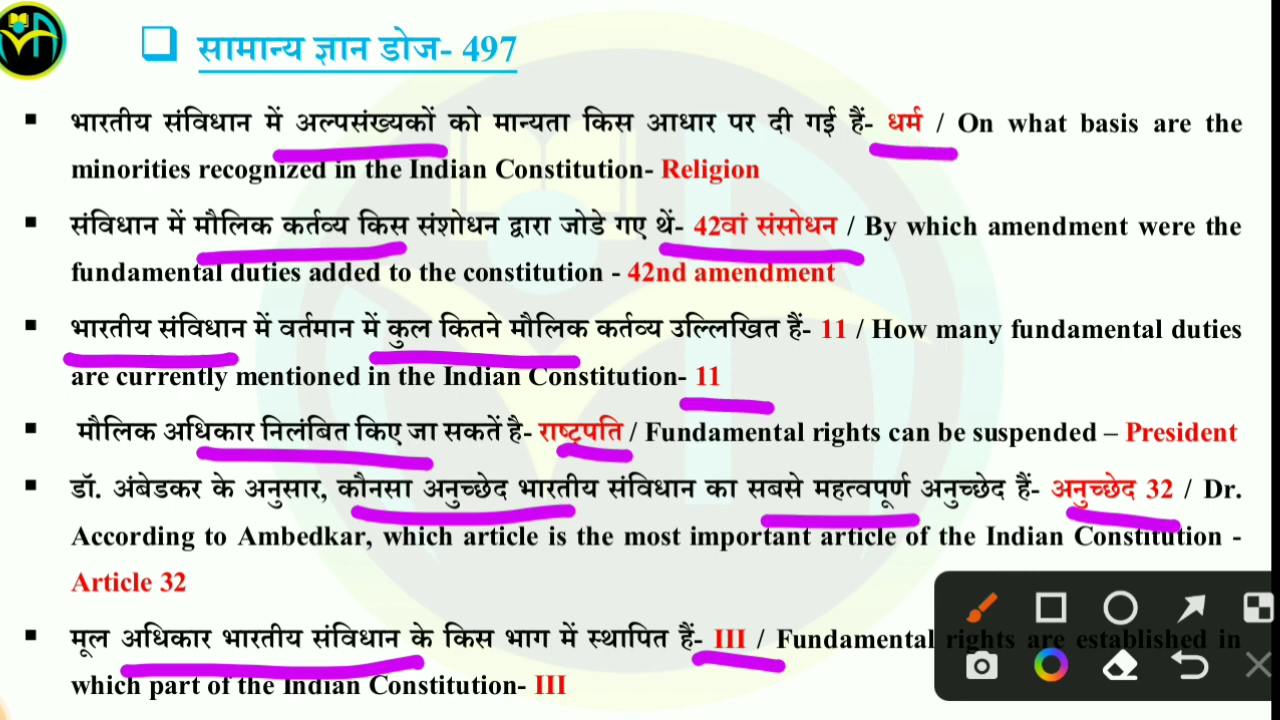 सामान्य ज्ञान डोज- 497
भारतीय संविधान में अल्पसंख्यकों को मान्यता किस आधार पर दी गई हैं- धर्म / On what basis are the
minorities recognized in the Indian Constitution- Religion
संविधान में मौलिक कर्तव्य किस संशोधन द्वारा जोडे गए थें- 42वां संसोधन / By which amendment were the
fundamental duties added to the constitution - 42nd amendment
भारतीय संविधान में वर्तमान में कुल कितने मौलिक कर्तव्य उल्लिखित हैं- 11 / How many fundamental duties
are currently mentioned in the Indian Constitution- 11
मौलिक अधिकार निलंबित किए जा सकतें है- राष्ट्रपति / Fundamental rights can be suspended – President
डॉ. अंबेडकर के अनुसार, कौनसा अनुच्छेद भारतीय संविधान का सबसे महत्वपूर्ण अनुच्छेद हैं- अनुच्छेद 32 / Dr.
According to Ambedkar, which article is the most important article of the Indian Constitution -
Article 32
मूल अधिकार भारतीय संविधान के किस भाग में स्थापित हैं- III / Fundamental rights are established in
which part of the Indian Constitution- III